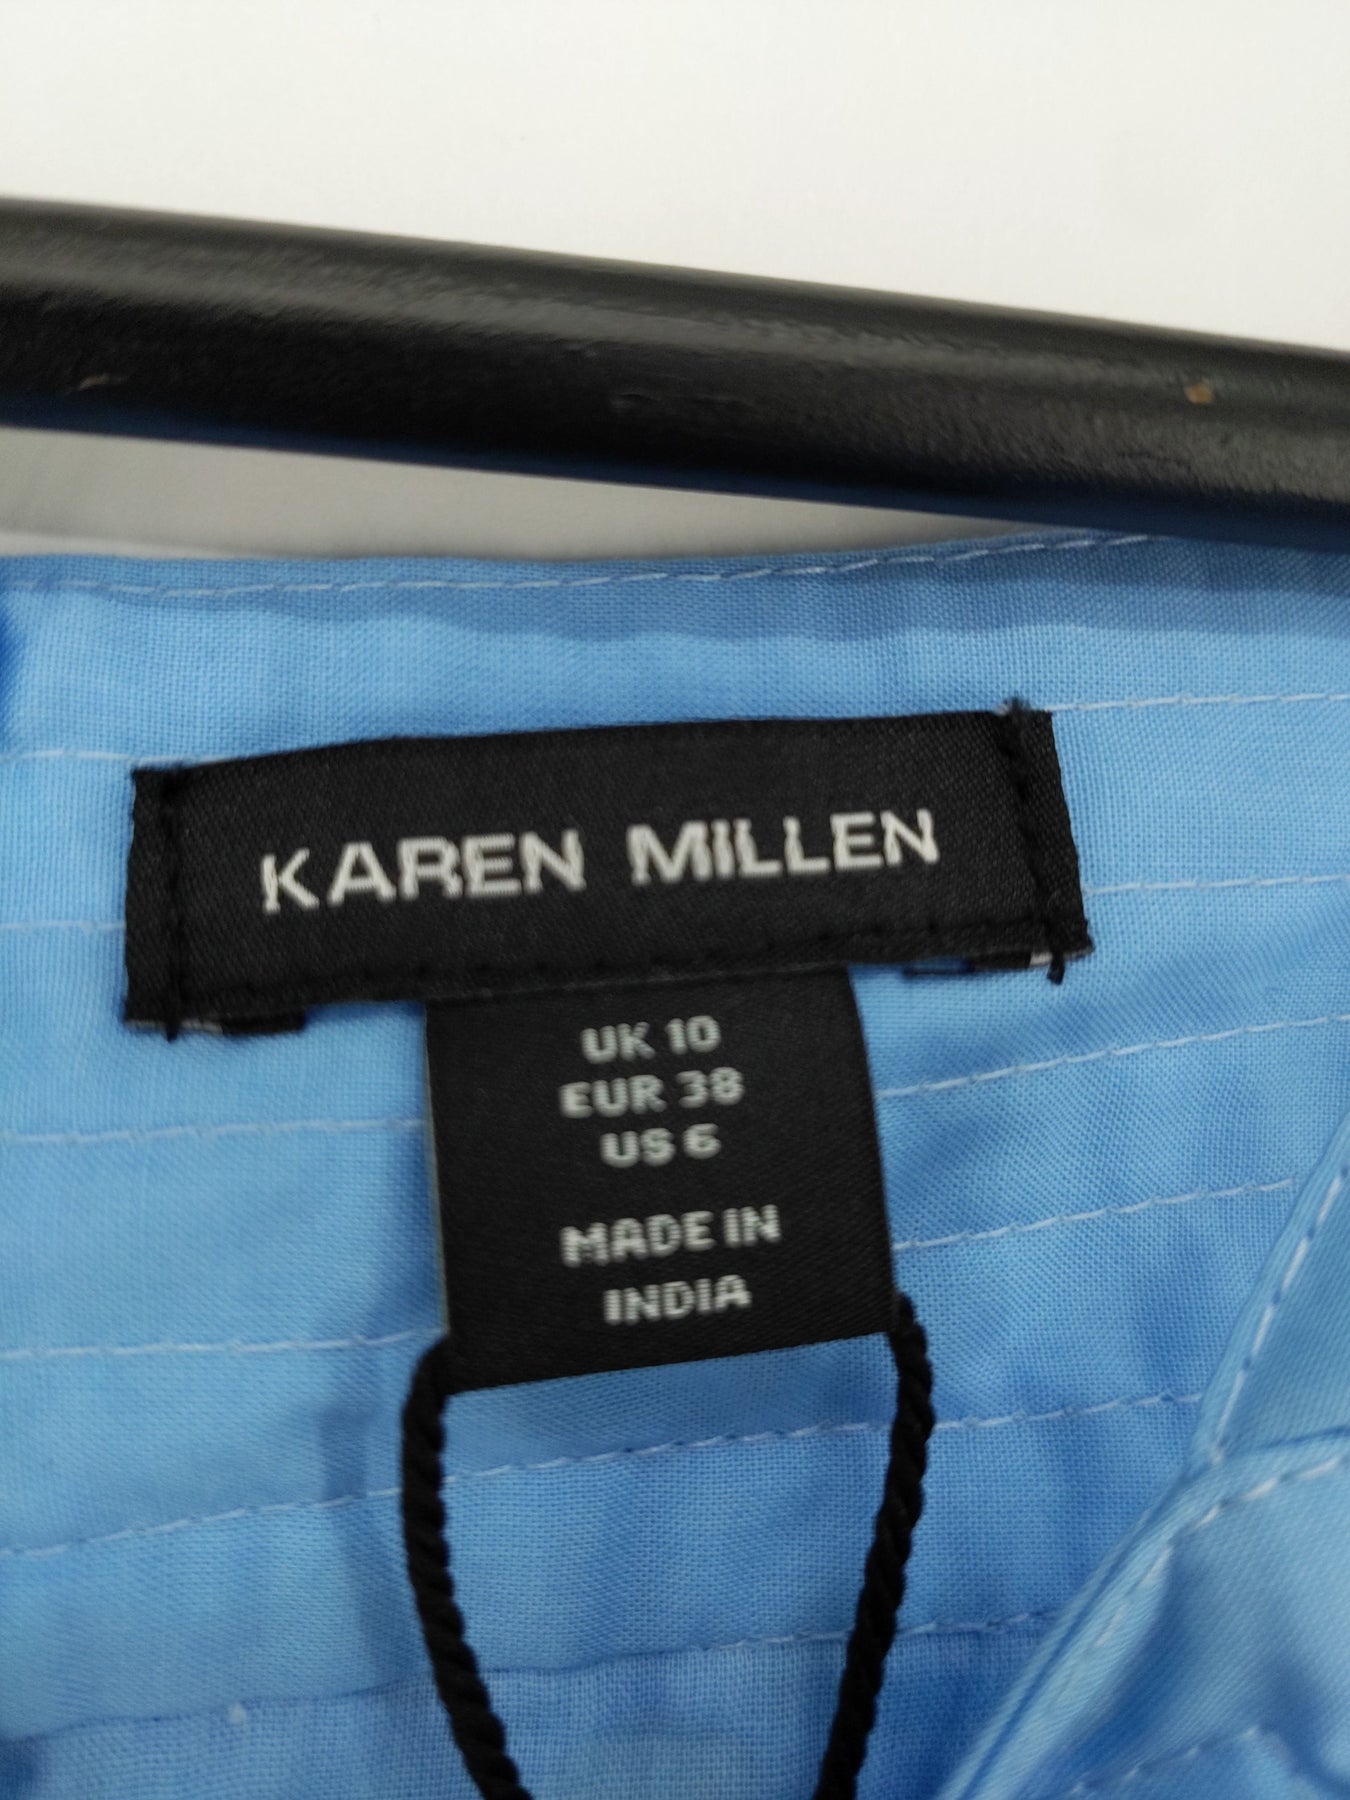 KAREN MILLEN
UK 10
EUR 38
US 6
MADE IN
INDIA